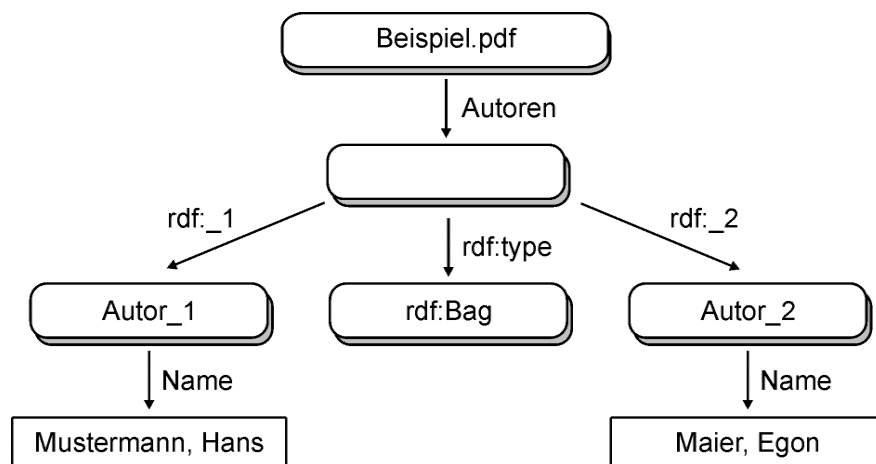 Beispiel.pdf
Autoren
rdf:_1
rdf:_2
rdf:type
Autor_1
rdf:Bag
Autor_2
Name
Name
Mustermann, Hans
Maier, Egon